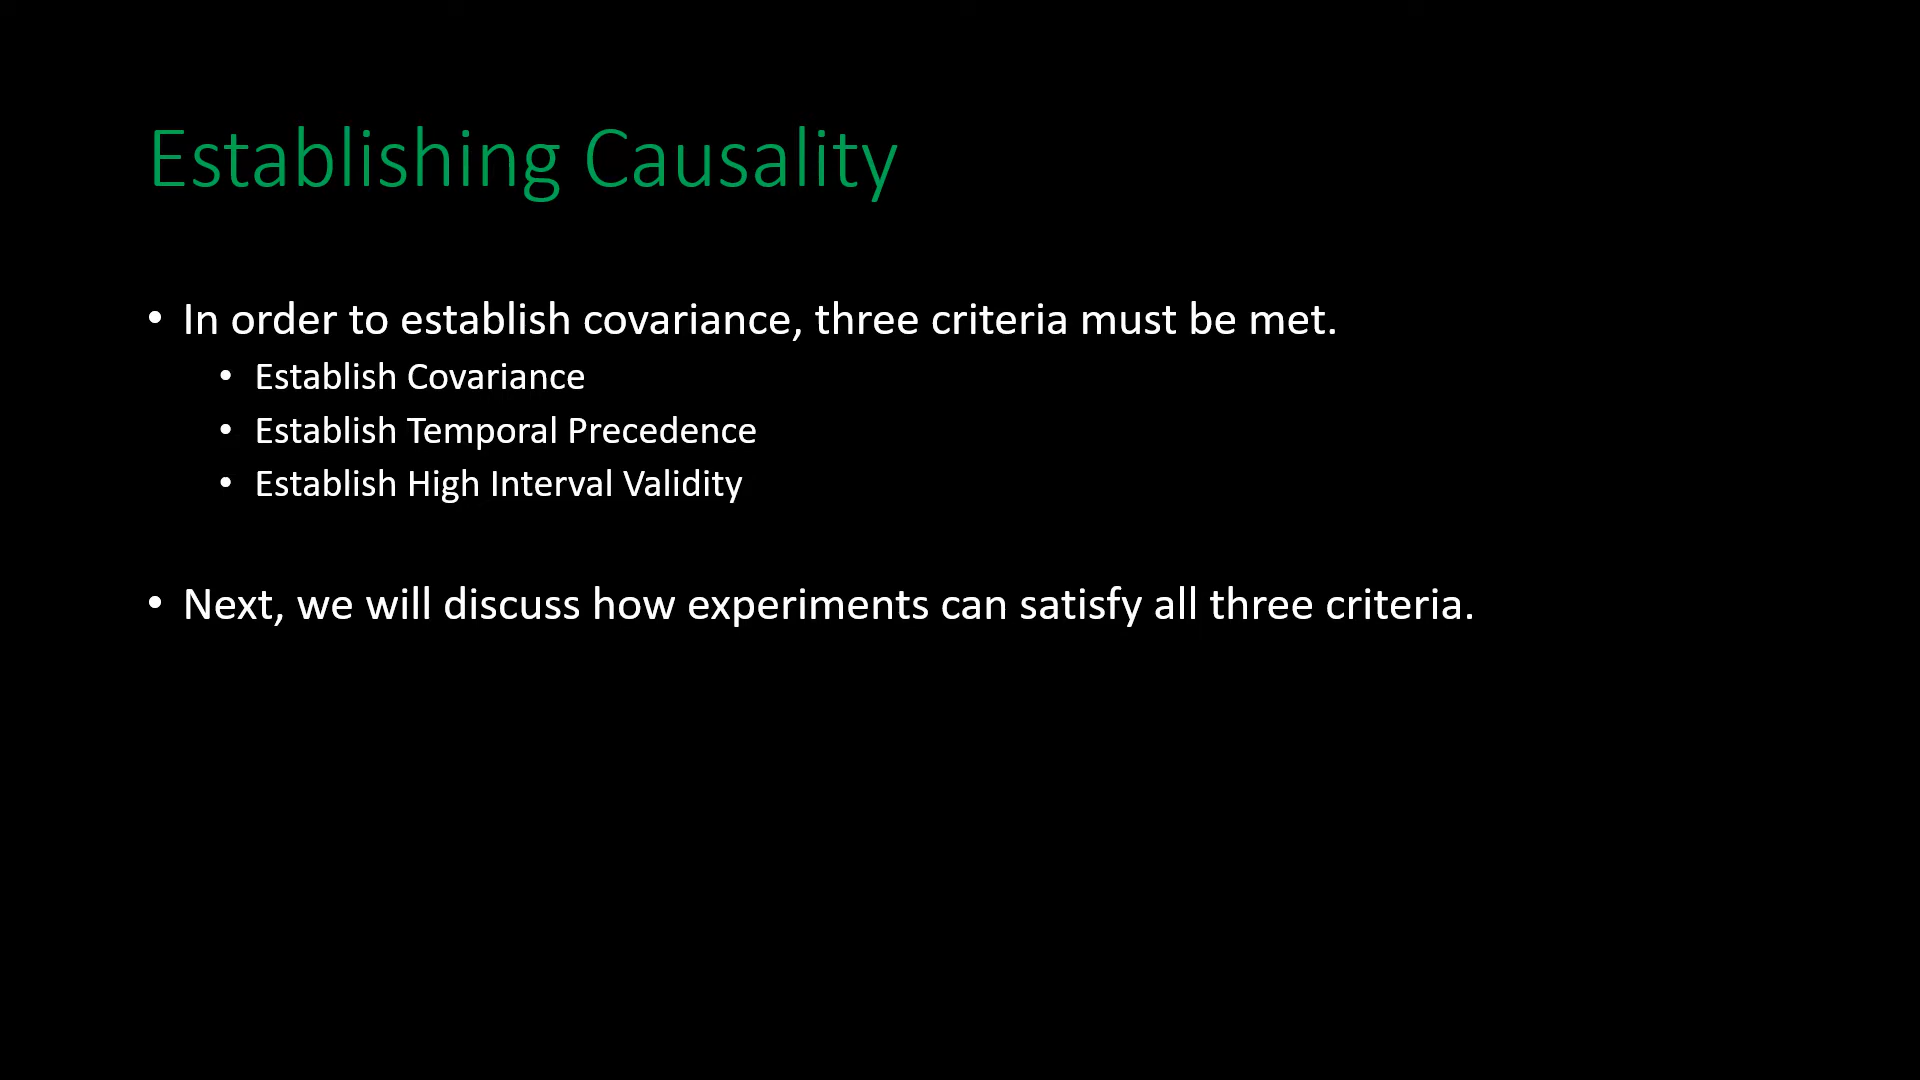 Establishing Causality
• In order to establish covariance, three criteria must be met.
• Establish Covariance
• Establish Temporal Precedence
• Establish High Interval Validity
• Next, we will discuss how experiments can satisfy all three criteria.